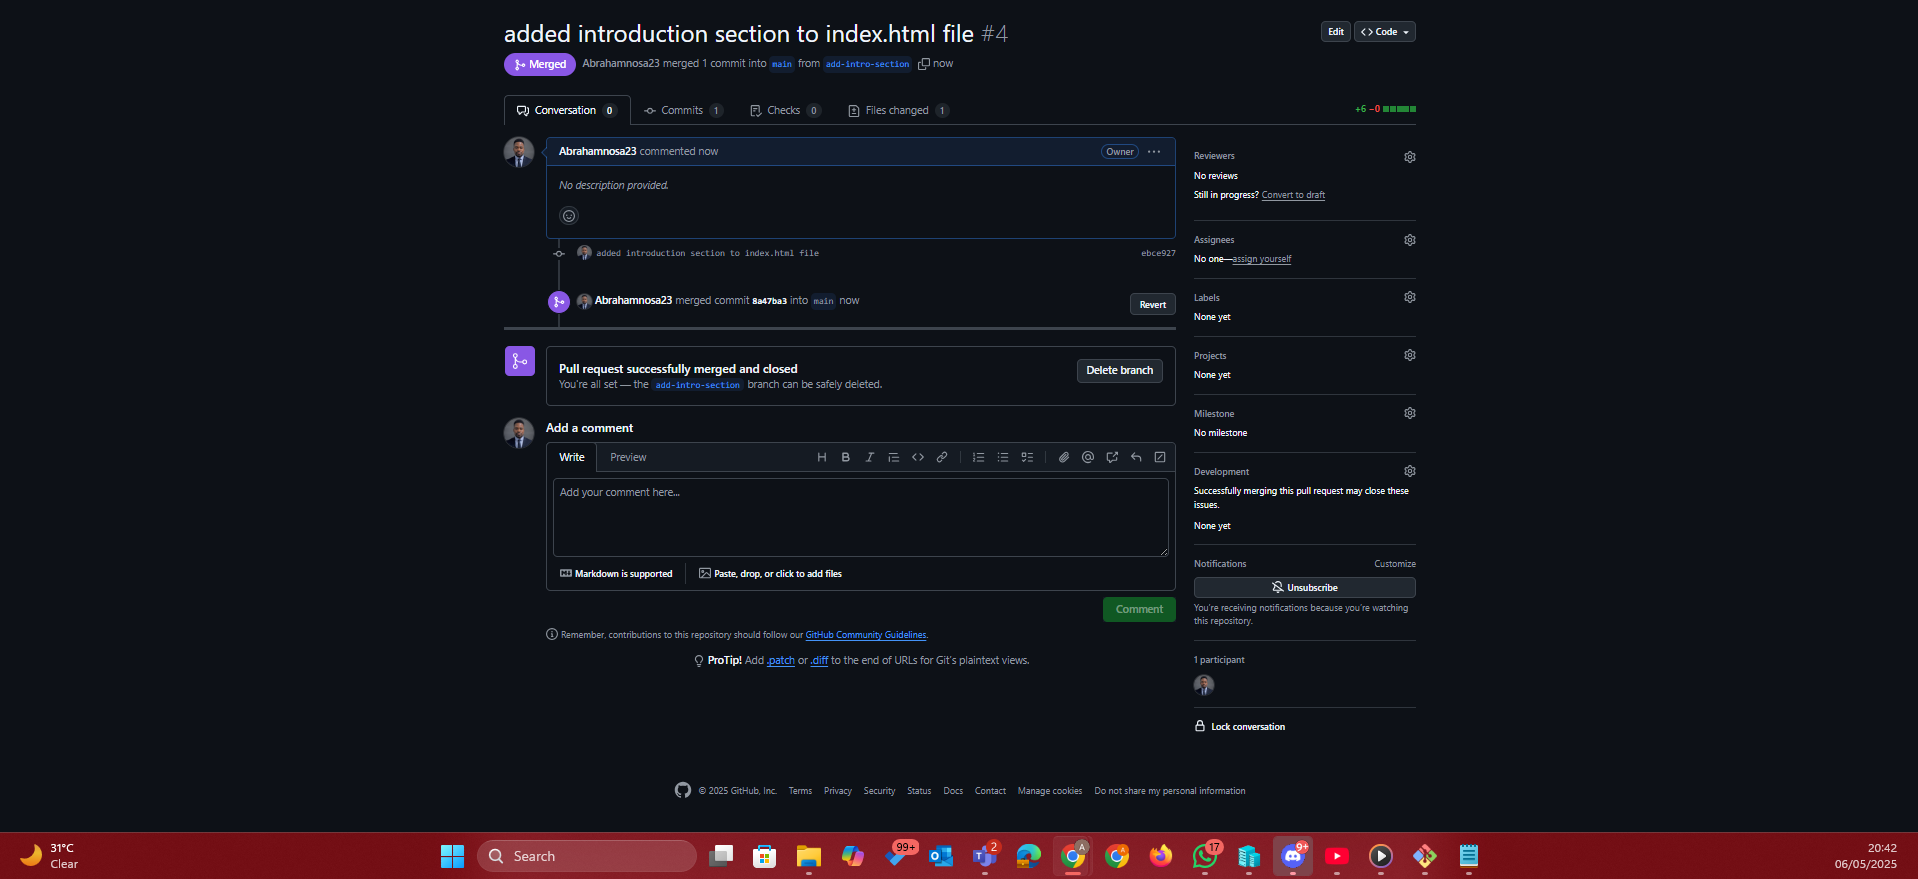 added introduction section to index.html file #4
Edit
Code
Merged
Abrahamnosa23 merged 1 commit into main from add-intro-section now
Conversation 0
Commits 1
Checks 0
Files changed 1
+6 −0
Abrahamnosa23 commented now
Owner
No description provided.
added introduction section to index.html file
ebce927
Abrahamnosa23 merged commit 8a47ba3 into main now
Revert
Pull request successfully merged and closed
You're all set — the add-intro-section branch can be safely deleted.
Delete branch
Add a comment
Write
Preview
Add your comment here...
Markdown is supported
Paste, drop, or click to add files
Comment
Remember, contributions to this repository should follow our GitHub Community Guidelines.
ProTip! Add .patch or .diff to the end of URLs for Git's plaintext views.
Reviewers
No reviews
Still in progress? Convert to draft
Assignees
No one—assign yourself
Labels
None yet
Projects
None yet
Milestone
No milestone
Development
Successfully merging this pull request may close these
issues.
None yet
Notifications
Customize
Unsubscribe
You're receiving notifications because you're watching
this repository.
1 participant
Lock conversation
© 2025 GitHub, Inc.
Terms
Privacy
Security
Status
Docs
Contact
Manage cookies
Do not share my personal information
31°C
Clear
Search
99+
2
A
A
17
9+
20:42
06/05/2025